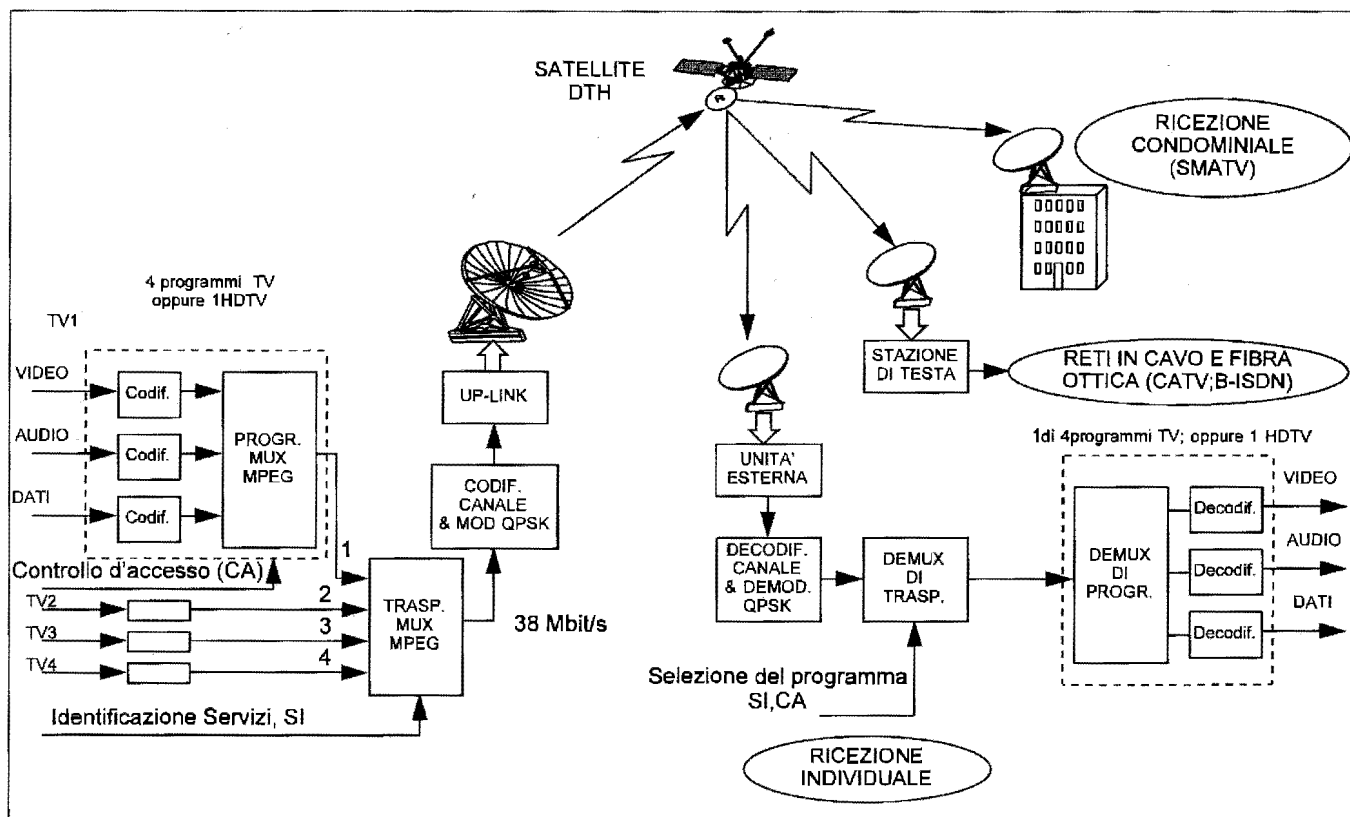 SATELLITE
DTH
RICEZIONE
CONDOMINIALE
(SMATV)
4 programmi TV
oppure 1HDTV
TV1
VIDEO
AUDIO
DATI
Codif.
Codif.
Codif.
PROGR.
MUX
MPEG
Controllo d'accesso (CA)
TV2
TV3
TV4
1
2
3
4
TRASP.
MUX
MPEG
Identificazione Servizi, SI
38 Mbit/s
CODIF.
CANALE
& MOD QPSK
UP-LINK
STAZIONE
DI TESTA
RETI IN CAVO E FIBRA
OTTICA (CATV;B-ISDN)
UNITA'
ESTERNA
DECODIF.
CANALE
& DEMOD.
QPSK
DEMUX
DI
TRASP.
Selezione del programma
SI,CA
RICEZIONE
INDIVIDUALE
1di 4programmi TV; oppure 1 HDTV
DEMUX
DI
PROGR.
Decodif.
Decodif.
Decodif.
VIDEO
AUDIO
DATI